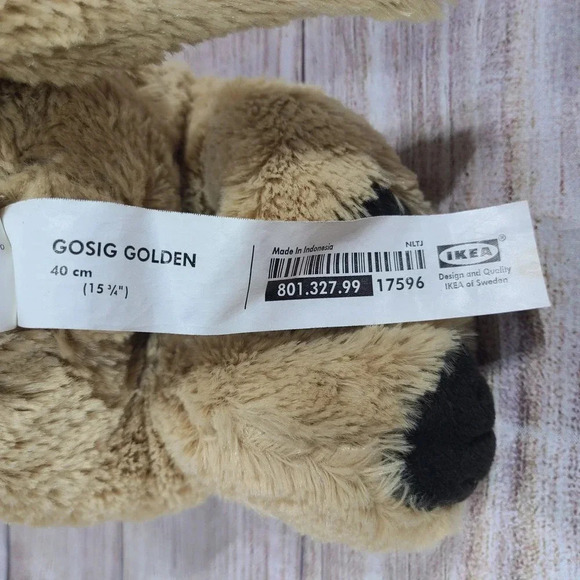 GOSIG GOLDEN
40 cm
(15 ¾")
Made In Indonesia
NLTJ
801.327.99 17596
IKEA®
Design and Quality
IKEA of Sweden